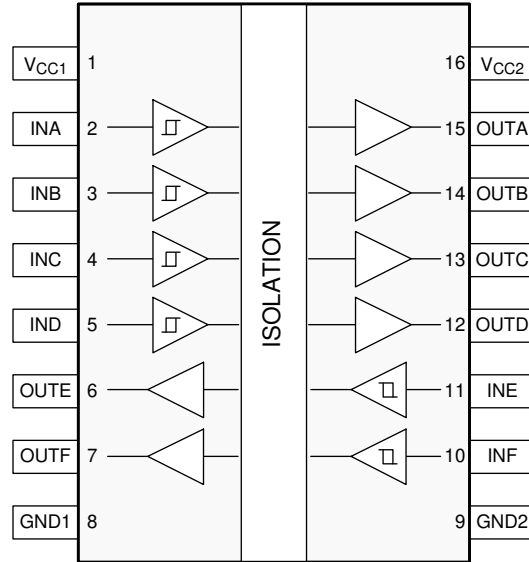 VCC1 1 16 VCC2
INA 2 15 OUTA
INB 3 14 OUTB
INC 4 13 OUTC
IND 5 12 OUTD
OUTE 6 11 INE
OUTF 7 10 INF
GND1 8 9 GND2
ISOLATION